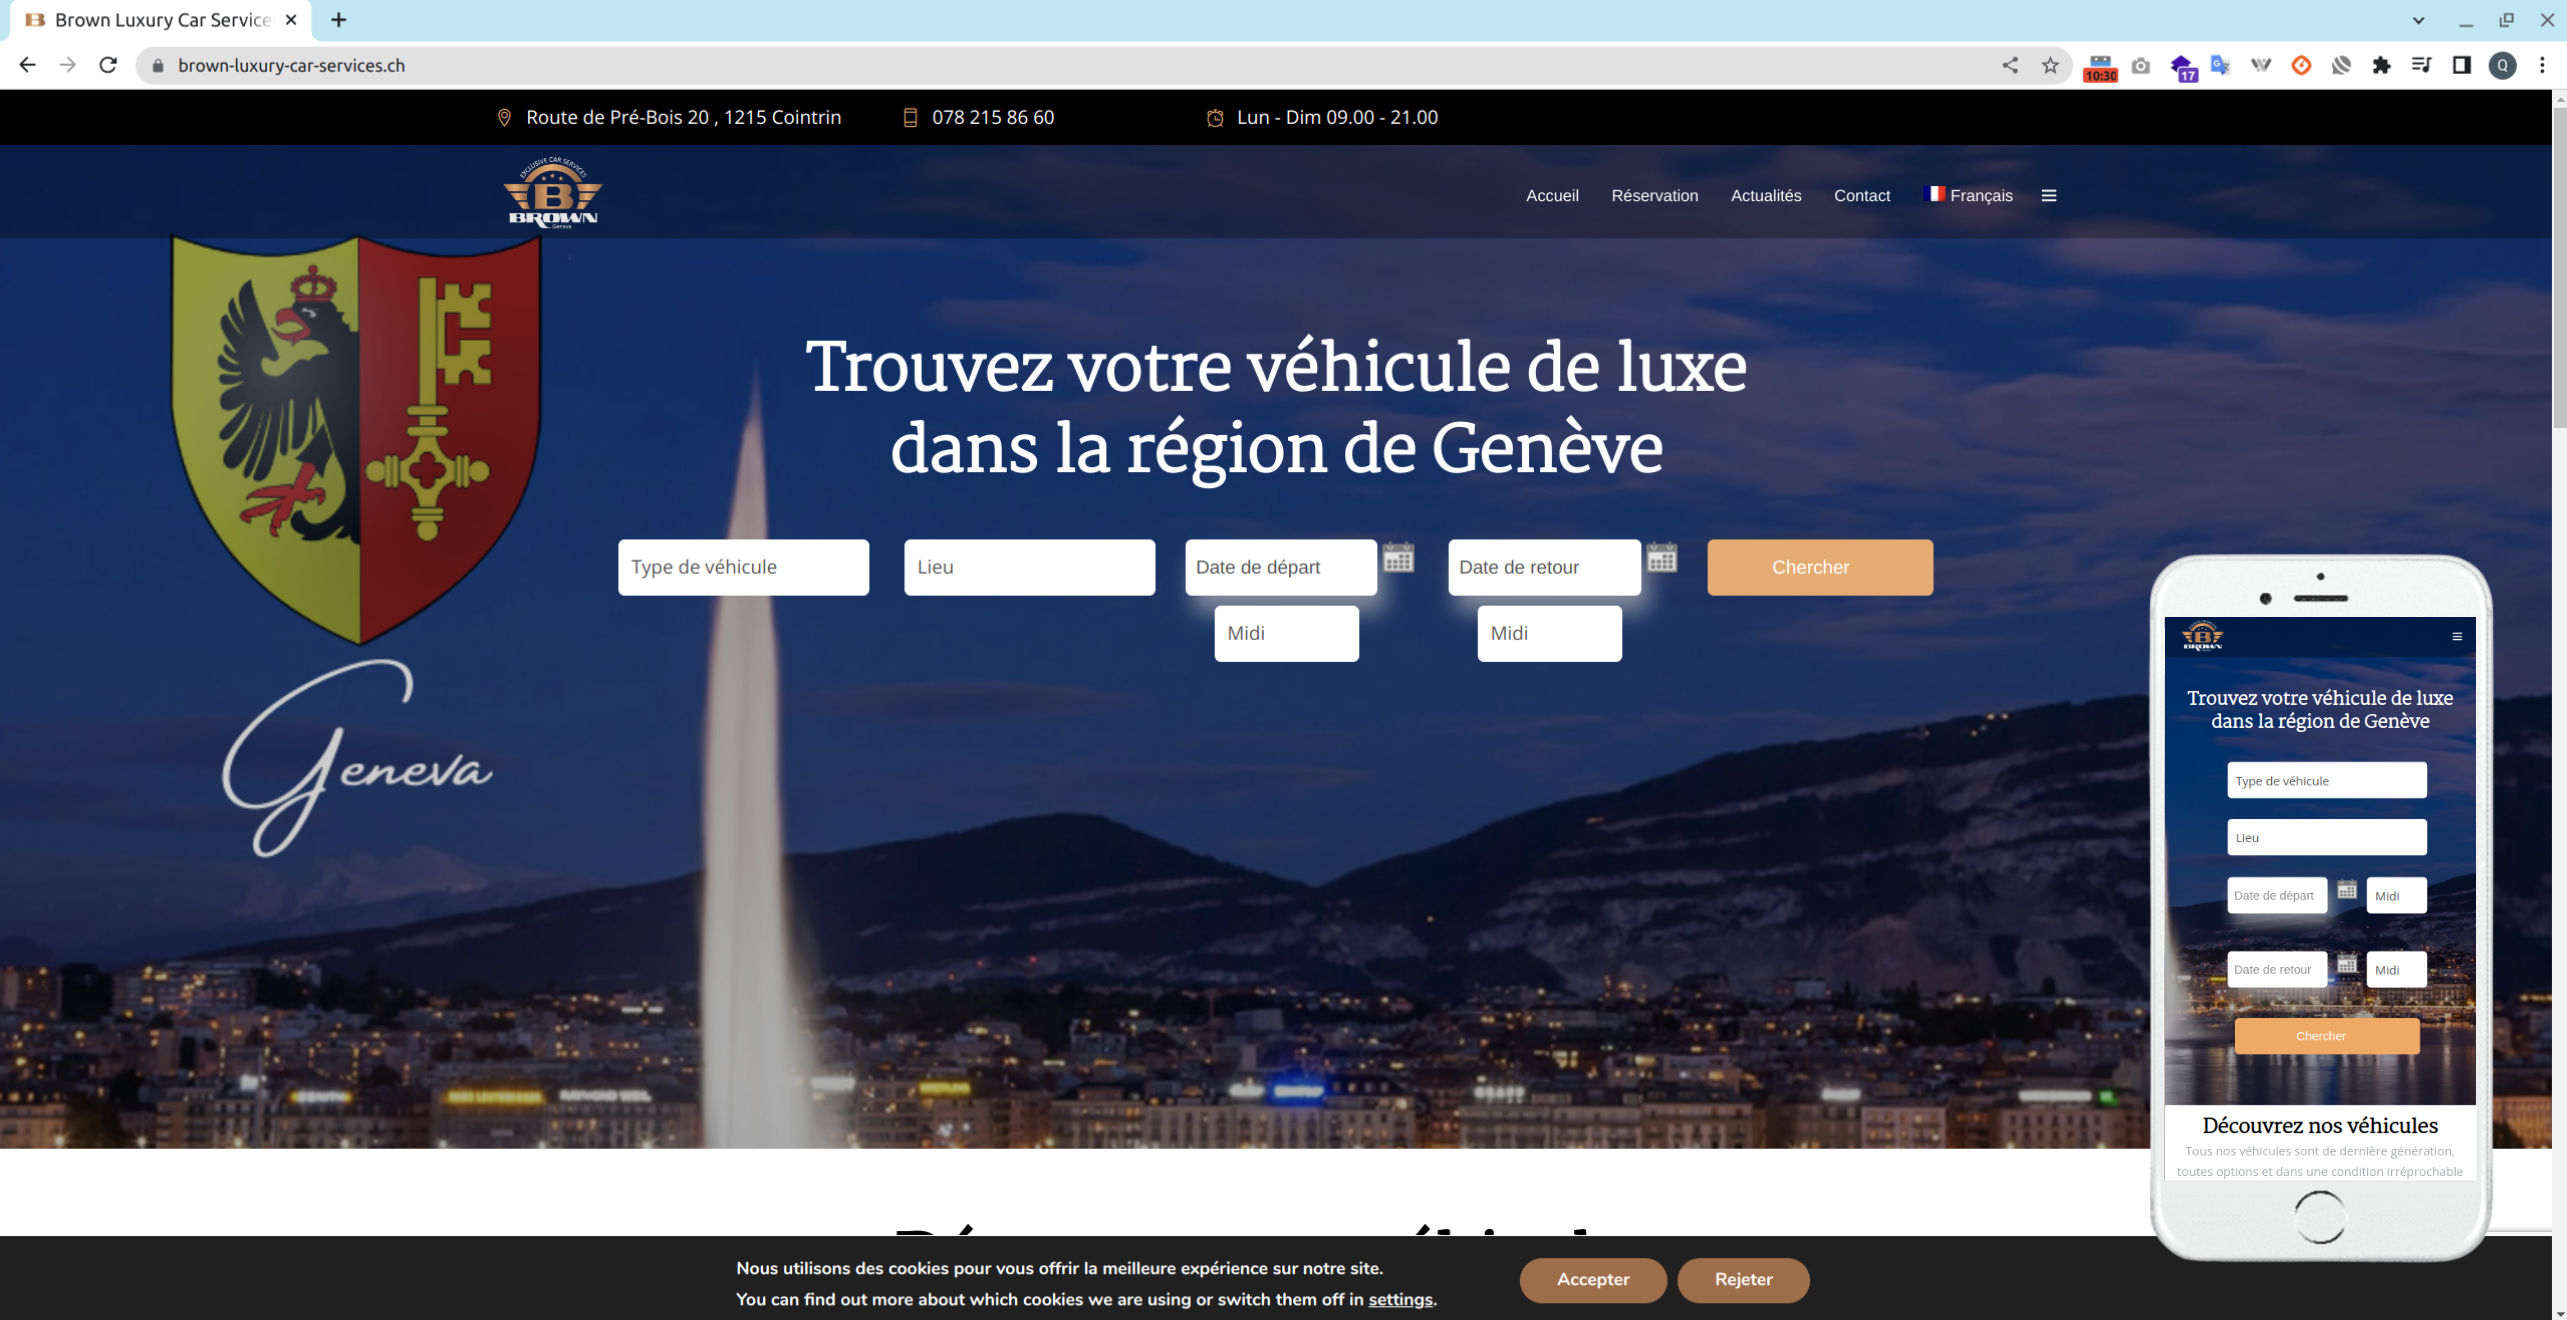 Brown Luxury Car Service
brown-luxury-car-services.ch
10:30
17
Q
Route de Pré-Bois 20 , 1215 Cointrin
078 215 86 60
Lun - Dim 09.00 - 21.00
EXCLUSIVE CAR SERVICES
B
BROWN
Geneva
Accueil
Réservation
Actualités
Contact
Français
Trouvez votre véhicule de luxe
dans la région de Genève
Type de véhicule
Lieu
Date de départ
Date de retour
Chercher
Midi
Midi
Geneva
B
BROWN
Trouvez votre véhicule de luxe
dans la région de Genève
Type de véhicule
Lieu
Date de départ
Midi
Date de retour
Midi
Chercher
Découvrez nos véhicules
Tous nos véhicules sont de dernière génération,
toutes options et dans une condition irréprochable
Nous utilisons des cookies pour vous offrir la meilleure expérience sur notre site.
You can find out more about which cookies we are using or switch them off in settings.
Accepter
Rejeter